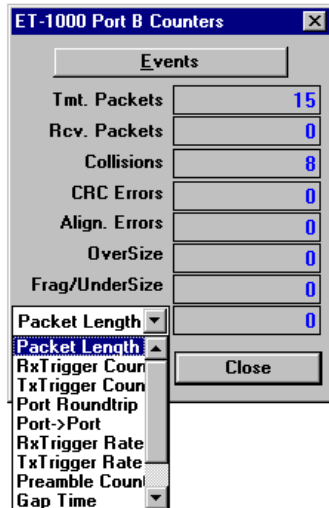 ET-1000 Port B Counters
Events
Tmt. Packets 15
Rcv. Packets 0
Collisions 8
CRC Errors 0
Align. Errors 0
OverSize 0
Frag/UnderSize 0
Packet Length 0
Packet Length
RxTrigger Coun
TxTrigger Coun
Port Roundtrip
Port->Port
RxTrigger Rate
TxTrigger Rate
Preamble Coun
Gap Time
Close